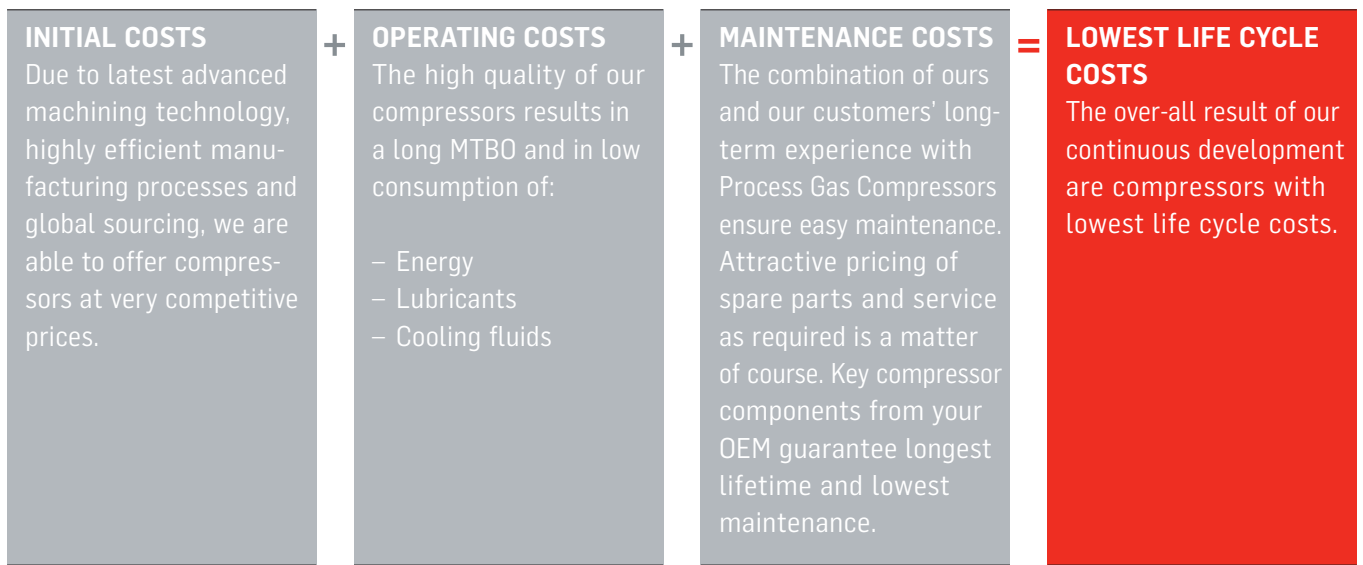 INITIAL COSTS
Due to latest advanced
machining technology,
highly efficient manu-
facturing processes and
global sourcing, we are
able to offer compres-
sors at very competitive
prices.
+
OPERATING COSTS
The high quality of our
compressors results in
a long MTBO and in low
consumption of:
– Energy
– Lubricants
– Cooling fluids
+
MAINTENANCE COSTS
The combination of ours
and our customers’ long-
term experience with
Process Gas Compressors
ensure easy maintenance.
Attractive pricing of
spare parts and service
as required is a matter
of course. Key compressor
components from your
OEM guarantee longest
lifetime and lowest
maintenance.
=
LOWEST LIFE CYCLE
COSTS
The over-all result of our
continuous development
are compressors with
lowest life cycle costs.